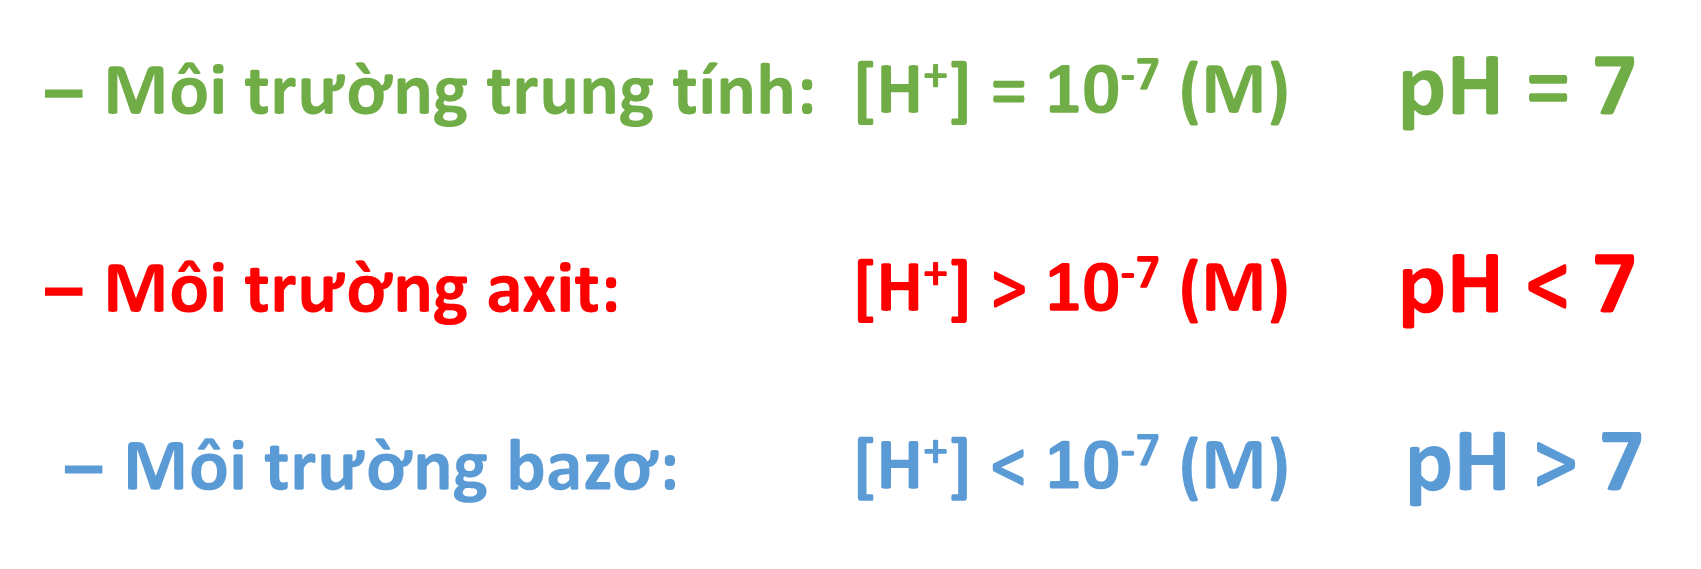 – Môi trường trung tính: [H⁺] = 10⁻⁷ (M) pH = 7
– Môi trường axit: [H⁺] > 10⁻⁷ (M) pH < 7
– Môi trường bazơ: [H⁺] < 10⁻⁷ (M) pH > 7